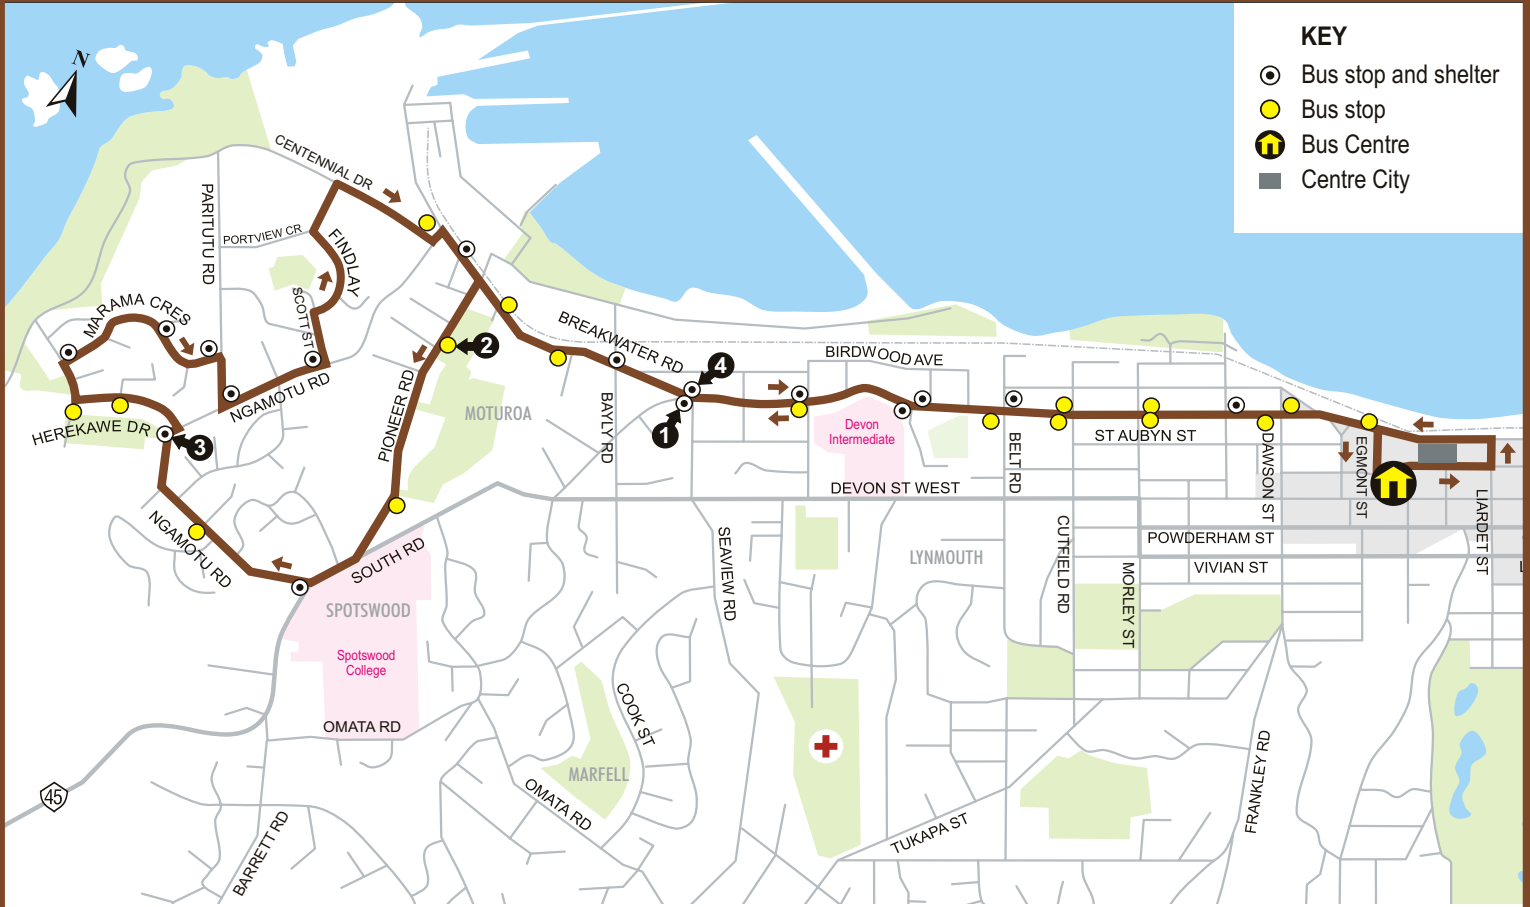 KEY
Bus stop and shelter
Bus stop
Bus Centre
Centre City
N
CENTENNIAL DR
PARITUTU RD
PORTVIEW CR
FINDLAY
SCOTT ST
MARAMA CRES
NGAMOTU RD
HEREKAWE DR
3
NGAMOTU RD
PIONEER RD
2
MOTUROA
BREAKWATER RD
4
1
BAYLY RD
BIRDWOOD AVE
Devon
Intermediate
DEVON ST WEST
BELT RD
ST AUBYN ST
DAWSON ST
EGMONT ST
LIARDET ST
POWDERHAM ST
VIVIAN ST
L
CUTFIELD RD
MORLEY ST
LYNMOUTH
SEAVIEW RD
SOUTH RD
SPOTSWOOD
Spotswood
College
OMATA RD
COOK ST
MARFELL
OMATA RD
BARRETT RD
45
TUKAPA ST
FRANKLEY RD